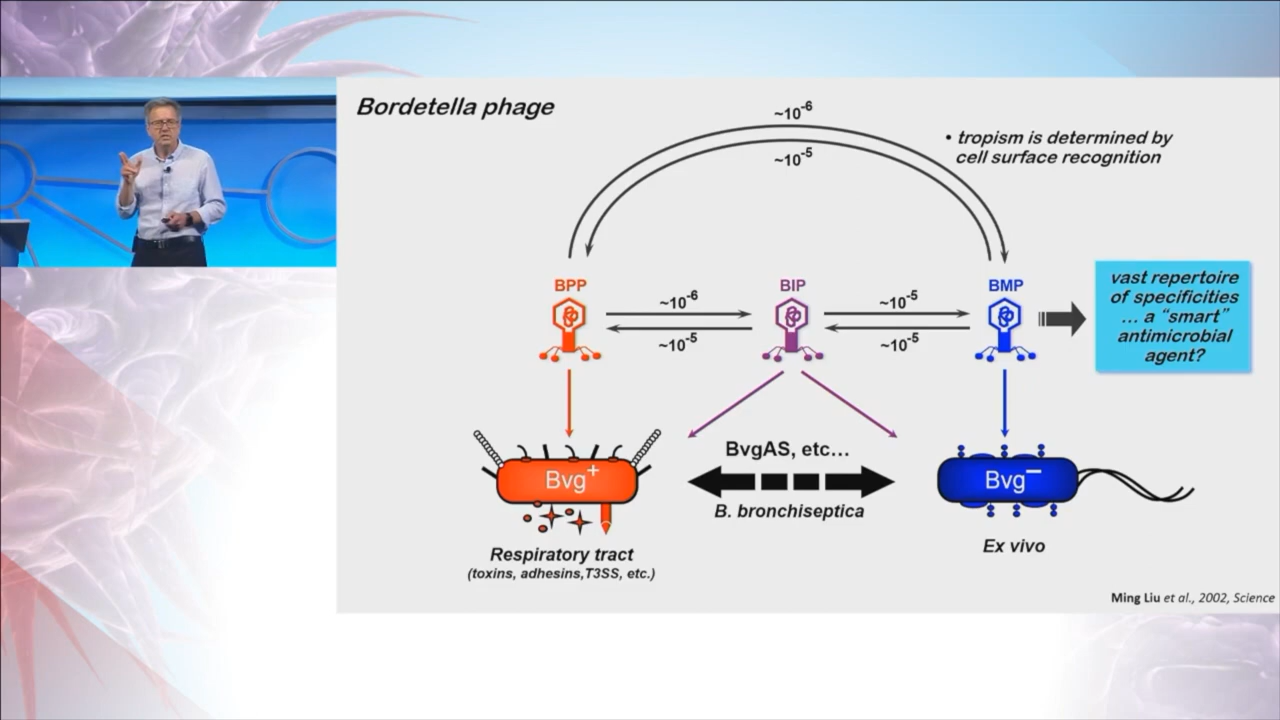 Bordetella phage
~10-6
~10-5
• tropism is determined by
cell surface recognition
BPP
BIP
BMP
~10-6
~10-5
~10-5
~10-5
vast repertoire
of specificities
... a “smart”
antimicrobial
agent?
BvgAS, etc...
Bvg+
Bvg–
B. bronchiseptica
Respiratory tract
(toxins, adhesins,T3SS, etc.)
Ex vivo
Ming Liu et al., 2002, Science